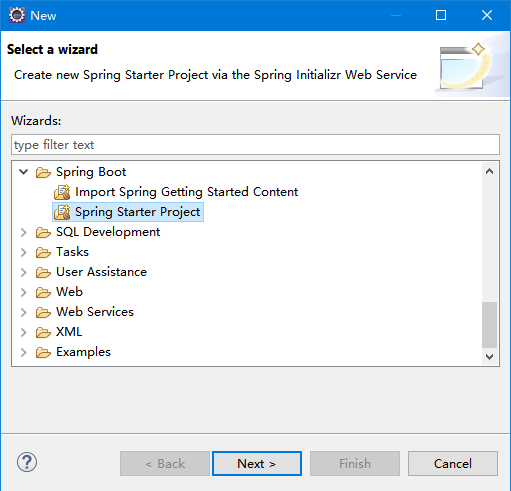 New
Select a wizard
Create new Spring Starter Project via the Spring Initializr Web Service
Wizards:
type filter text
Spring Boot
Import Spring Getting Started Content
Spring Starter Project
SQL Development
Tasks
User Assistance
Web
Web Services
XML
Examples
?
< Back
Next >
Finish
Cancel